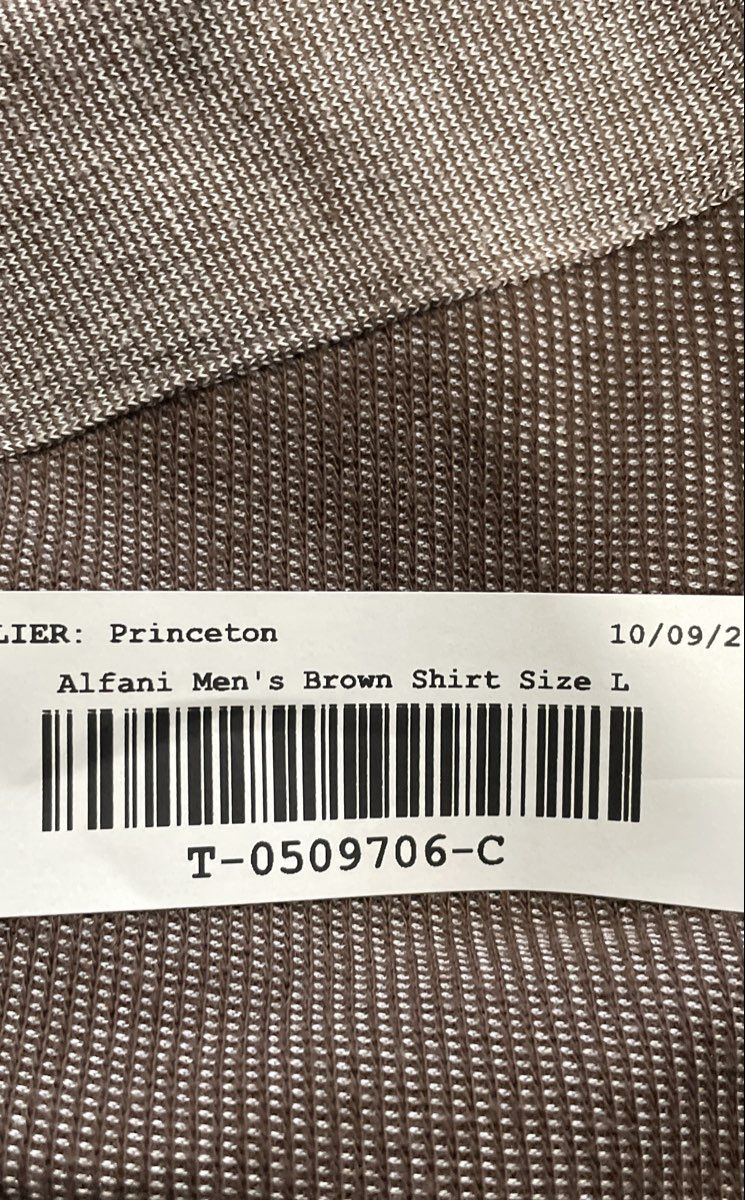 LIER: Princeton 10/09/2
Alfani Men's Brown Shirt Size L
T-0509706-C